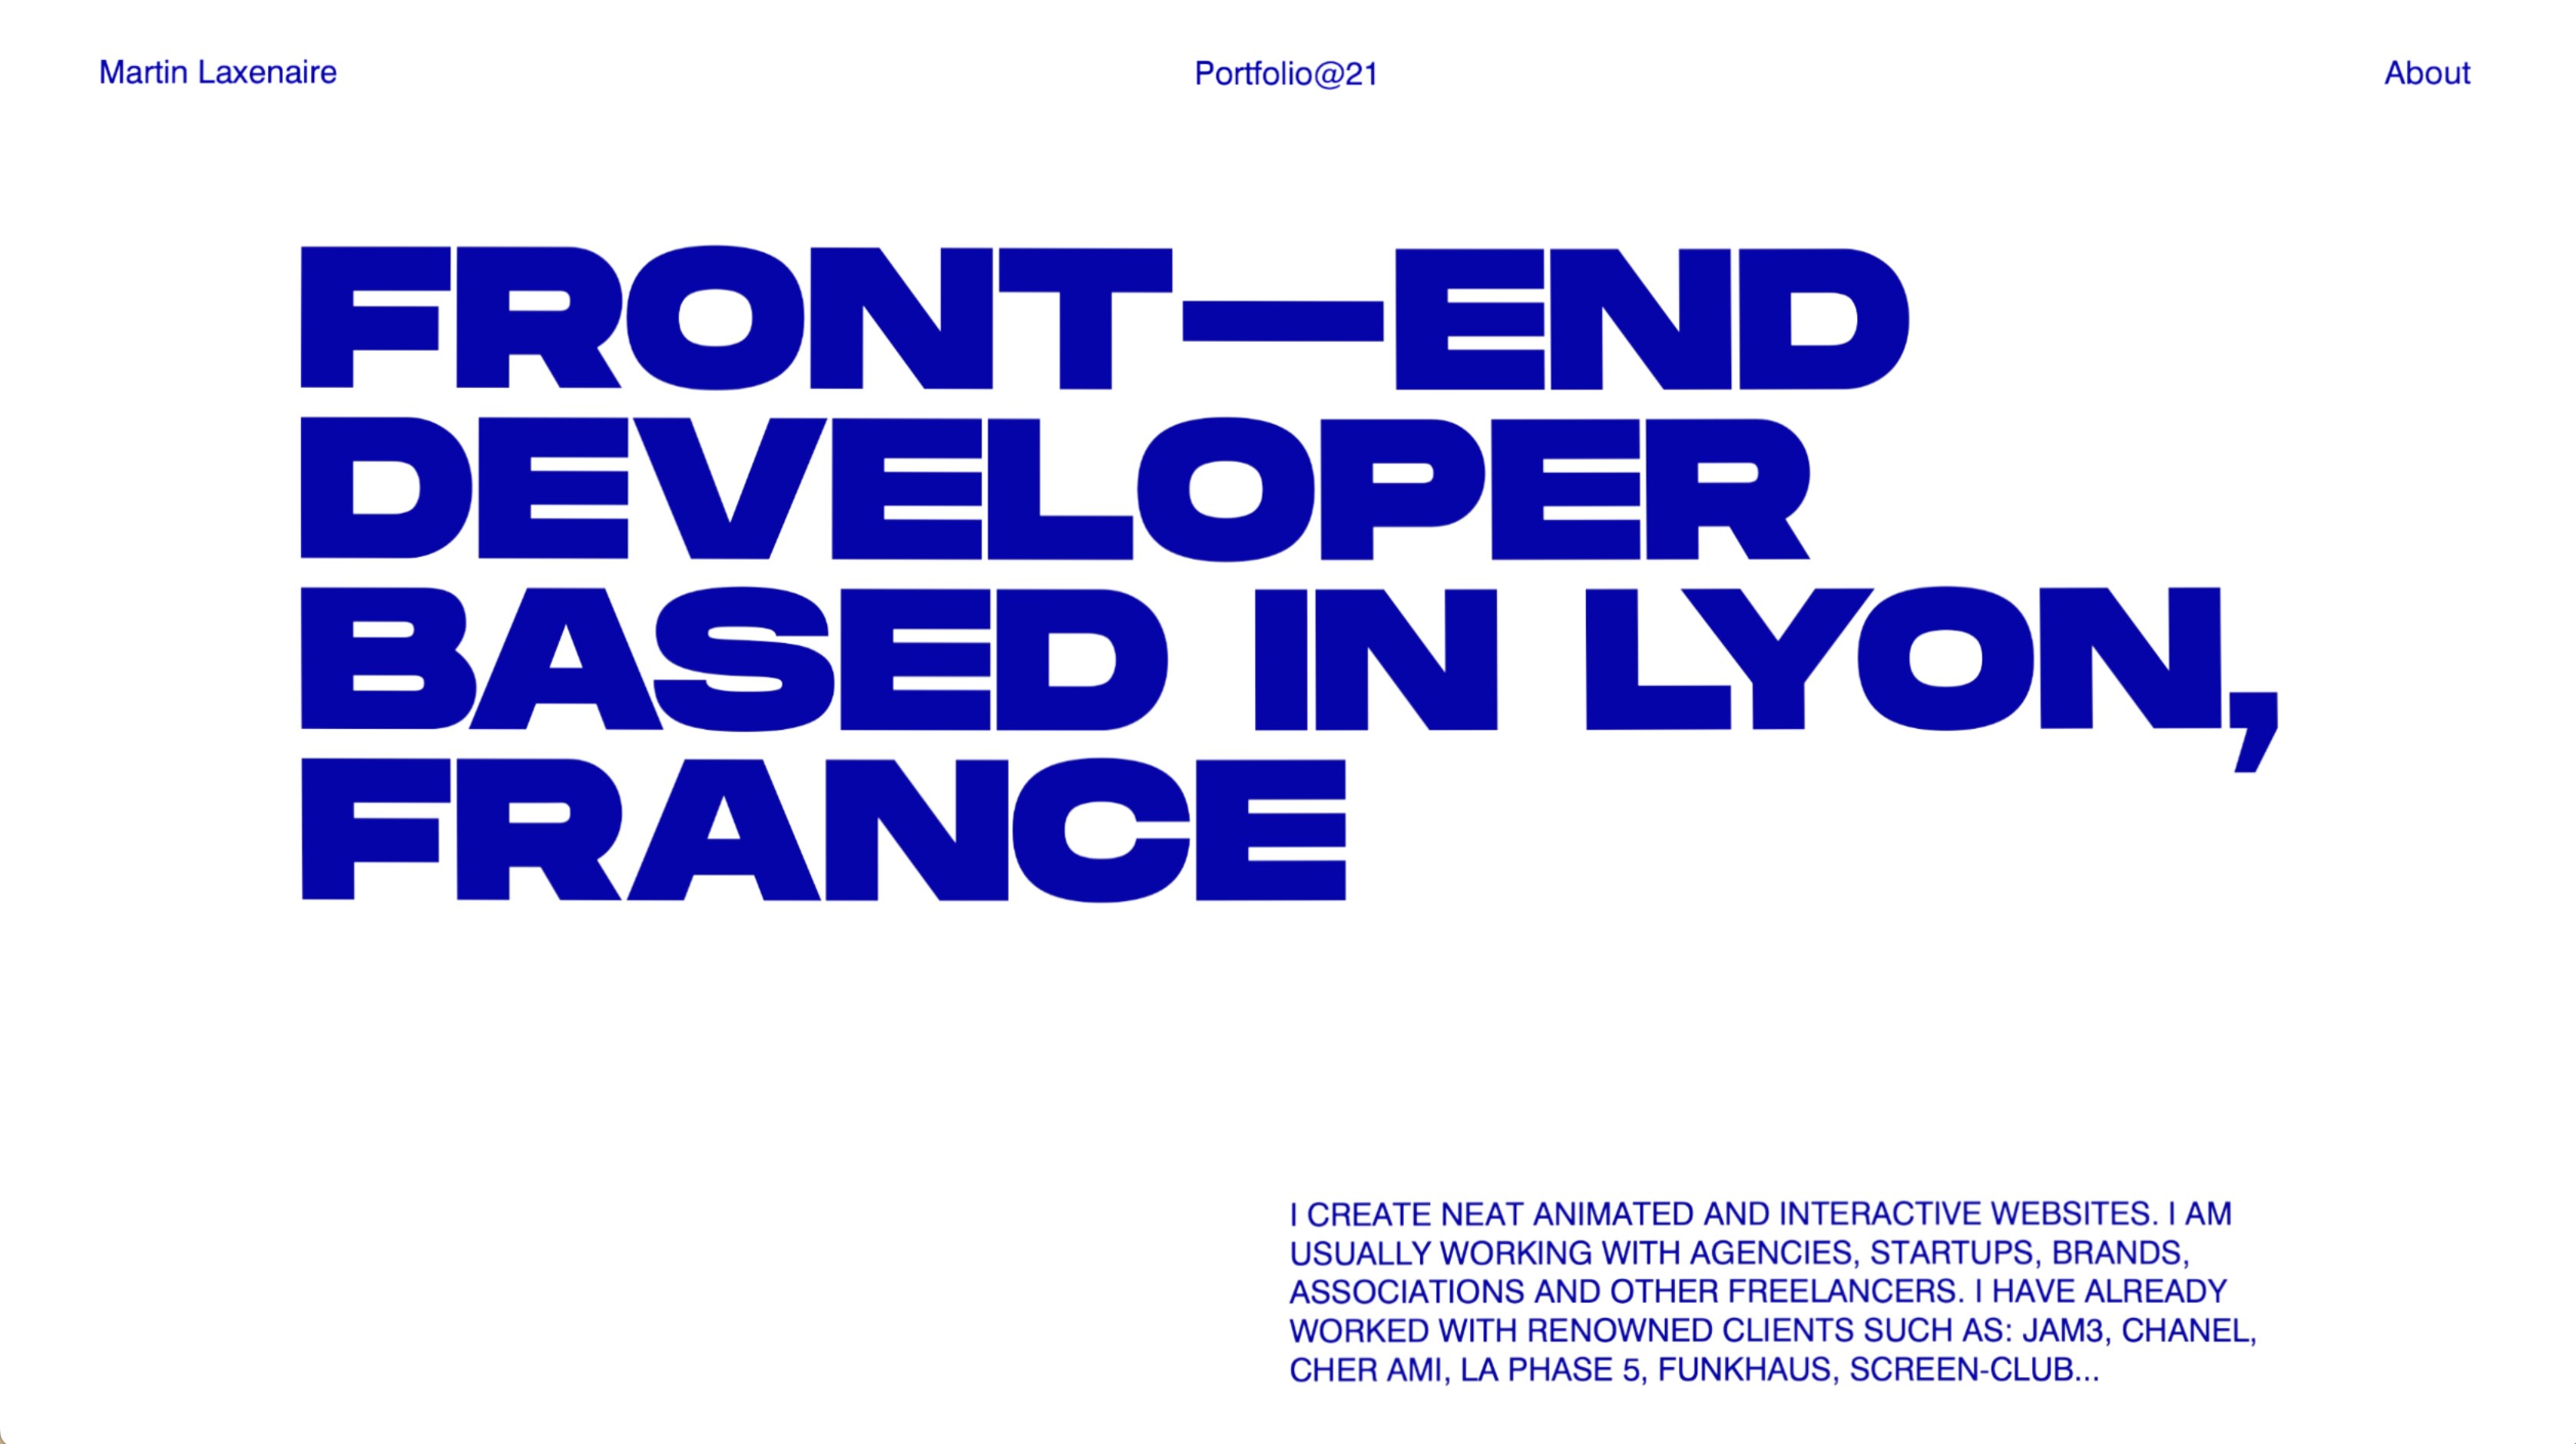 Martin Laxenaire
Portfolio@21
About
FRONT—END
DEVELOPER
BASED IN LYON,
FRANCE
I CREATE NEAT ANIMATED AND INTERACTIVE WEBSITES. I AM
USUALLY WORKING WITH AGENCIES, STARTUPS, BRANDS,
ASSOCIATIONS AND OTHER FREELANCERS. I HAVE ALREADY
WORKED WITH RENOWNED CLIENTS SUCH AS: JAM3, CHANEL,
CHER AMI, LA PHASE 5, FUNKHAUS, SCREEN-CLUB...